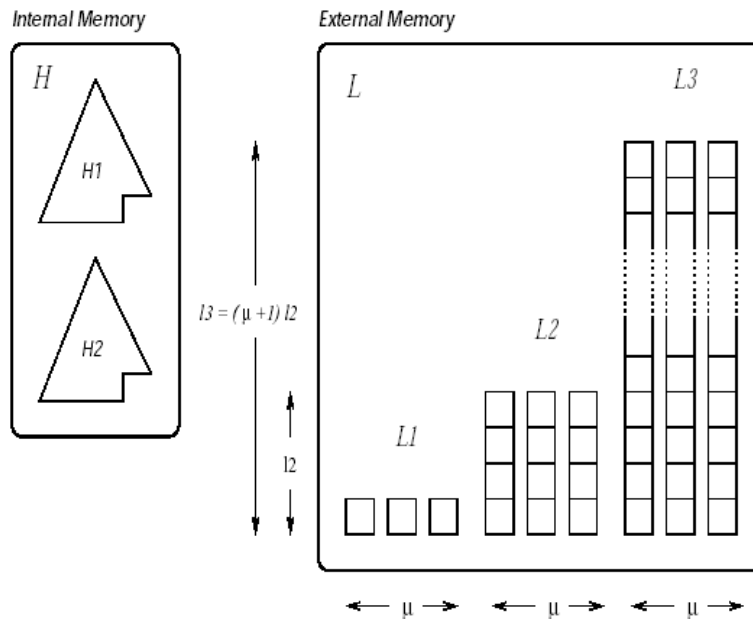 Internal Memory
External Memory
H
L
L3
H1
l3 = ( μ +1) l2
L2
H2
L1
l2
μ
μ
μ